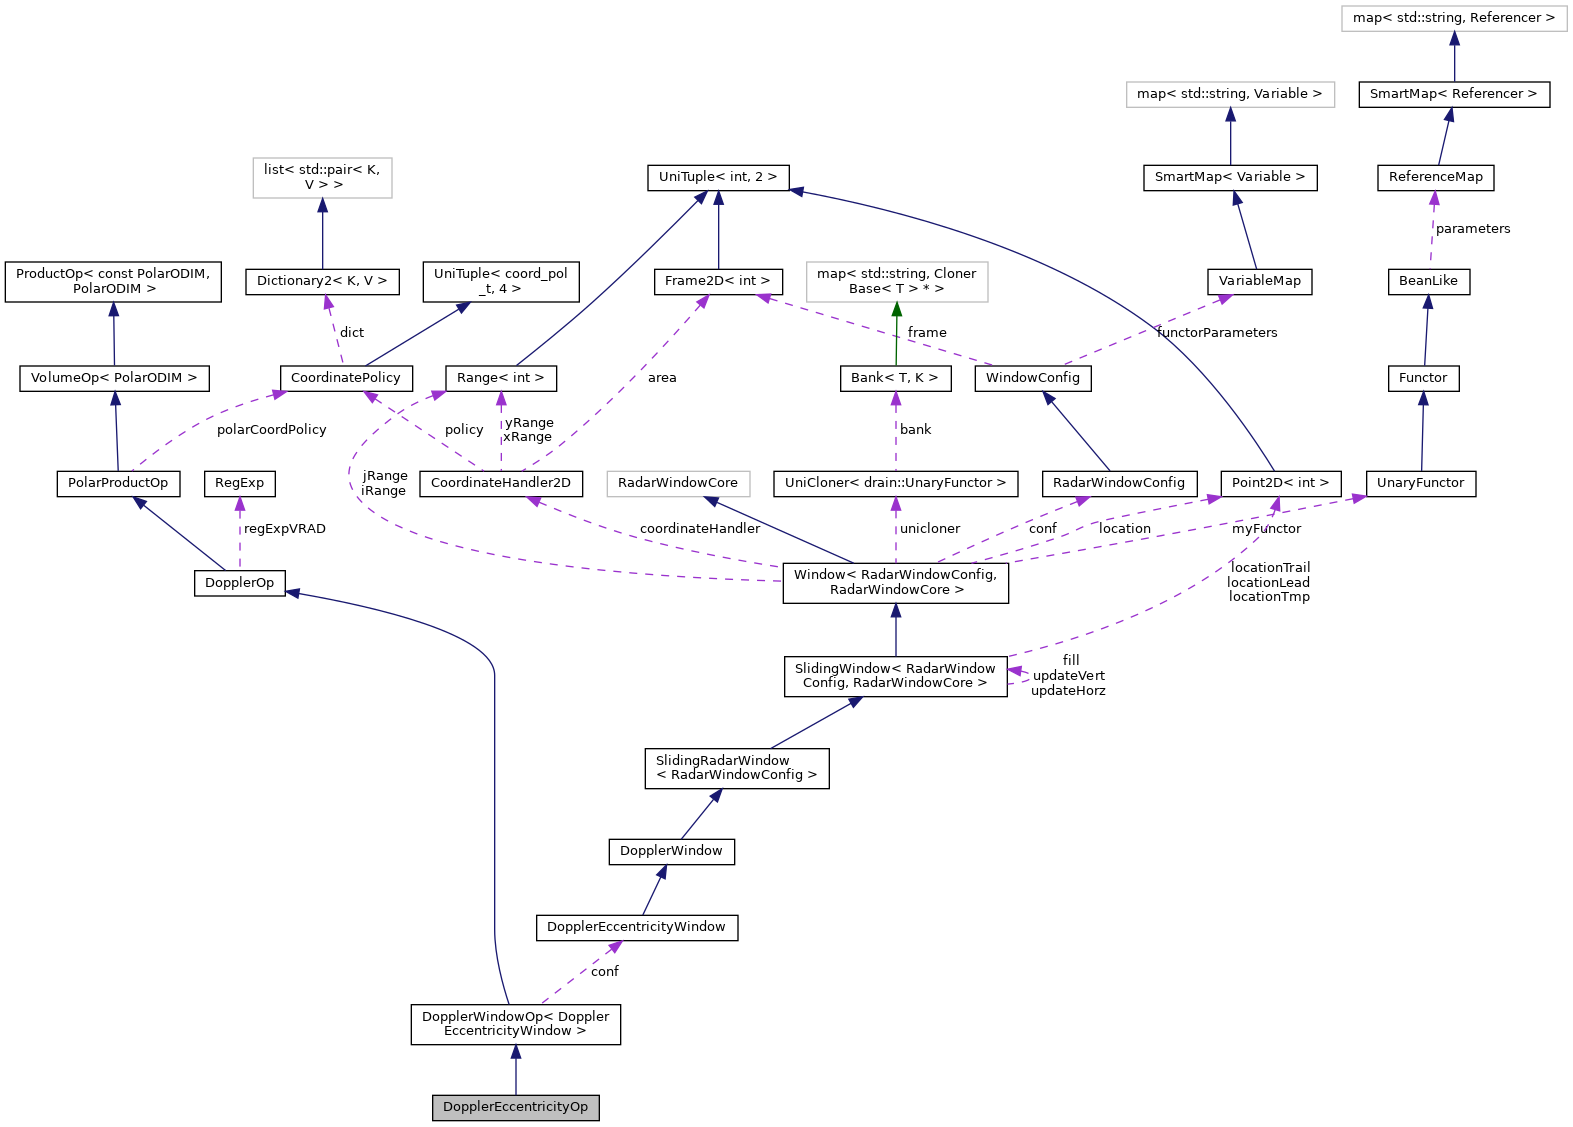 map< std::string, Referencer >
map< std::string, Variable >
SmartMap< Referencer >
list< std::pair< K,
V > >
UniTuple< int, 2 >
SmartMap< Variable >
ReferenceMap
parameters
ProductOp< const PolarODIM,
PolarODIM >
Dictionary2< K, V >
UniTuple< coord_pol
_t, 4 >
Frame2D< int >
map< std::string, Cloner
Base< T > * >
VariableMap
BeanLike
dict
frame
functorParameters
VolumeOp< PolarODIM >
CoordinatePolicy
Range< int >
area
Bank< T, K >
WindowConfig
Functor
polarCoordPolicy
policy
yRange
xRange
bank
jRange
iRange
PolarProductOp
RegExp
CoordinateHandler2D
RadarWindowCore
UniCloner< drain::UnaryFunctor >
RadarWindowConfig
Point2D< int >
UnaryFunctor
regExpVRAD
coordinateHandler
unicloner
conf
location
myFunctor
DopplerOp
Window< RadarWindowConfig,
RadarWindowCore >
locationTrail
locationLead
locationTmp
SlidingWindow< RadarWindow
Config, RadarWindowCore >
fill
updateVert
updateHorz
SlidingRadarWindow
< RadarWindowConfig >
DopplerWindow
DopplerEccentricityWindow
conf
DopplerWindowOp< Doppler
EccentricityWindow >
DopplerEccentricityOp